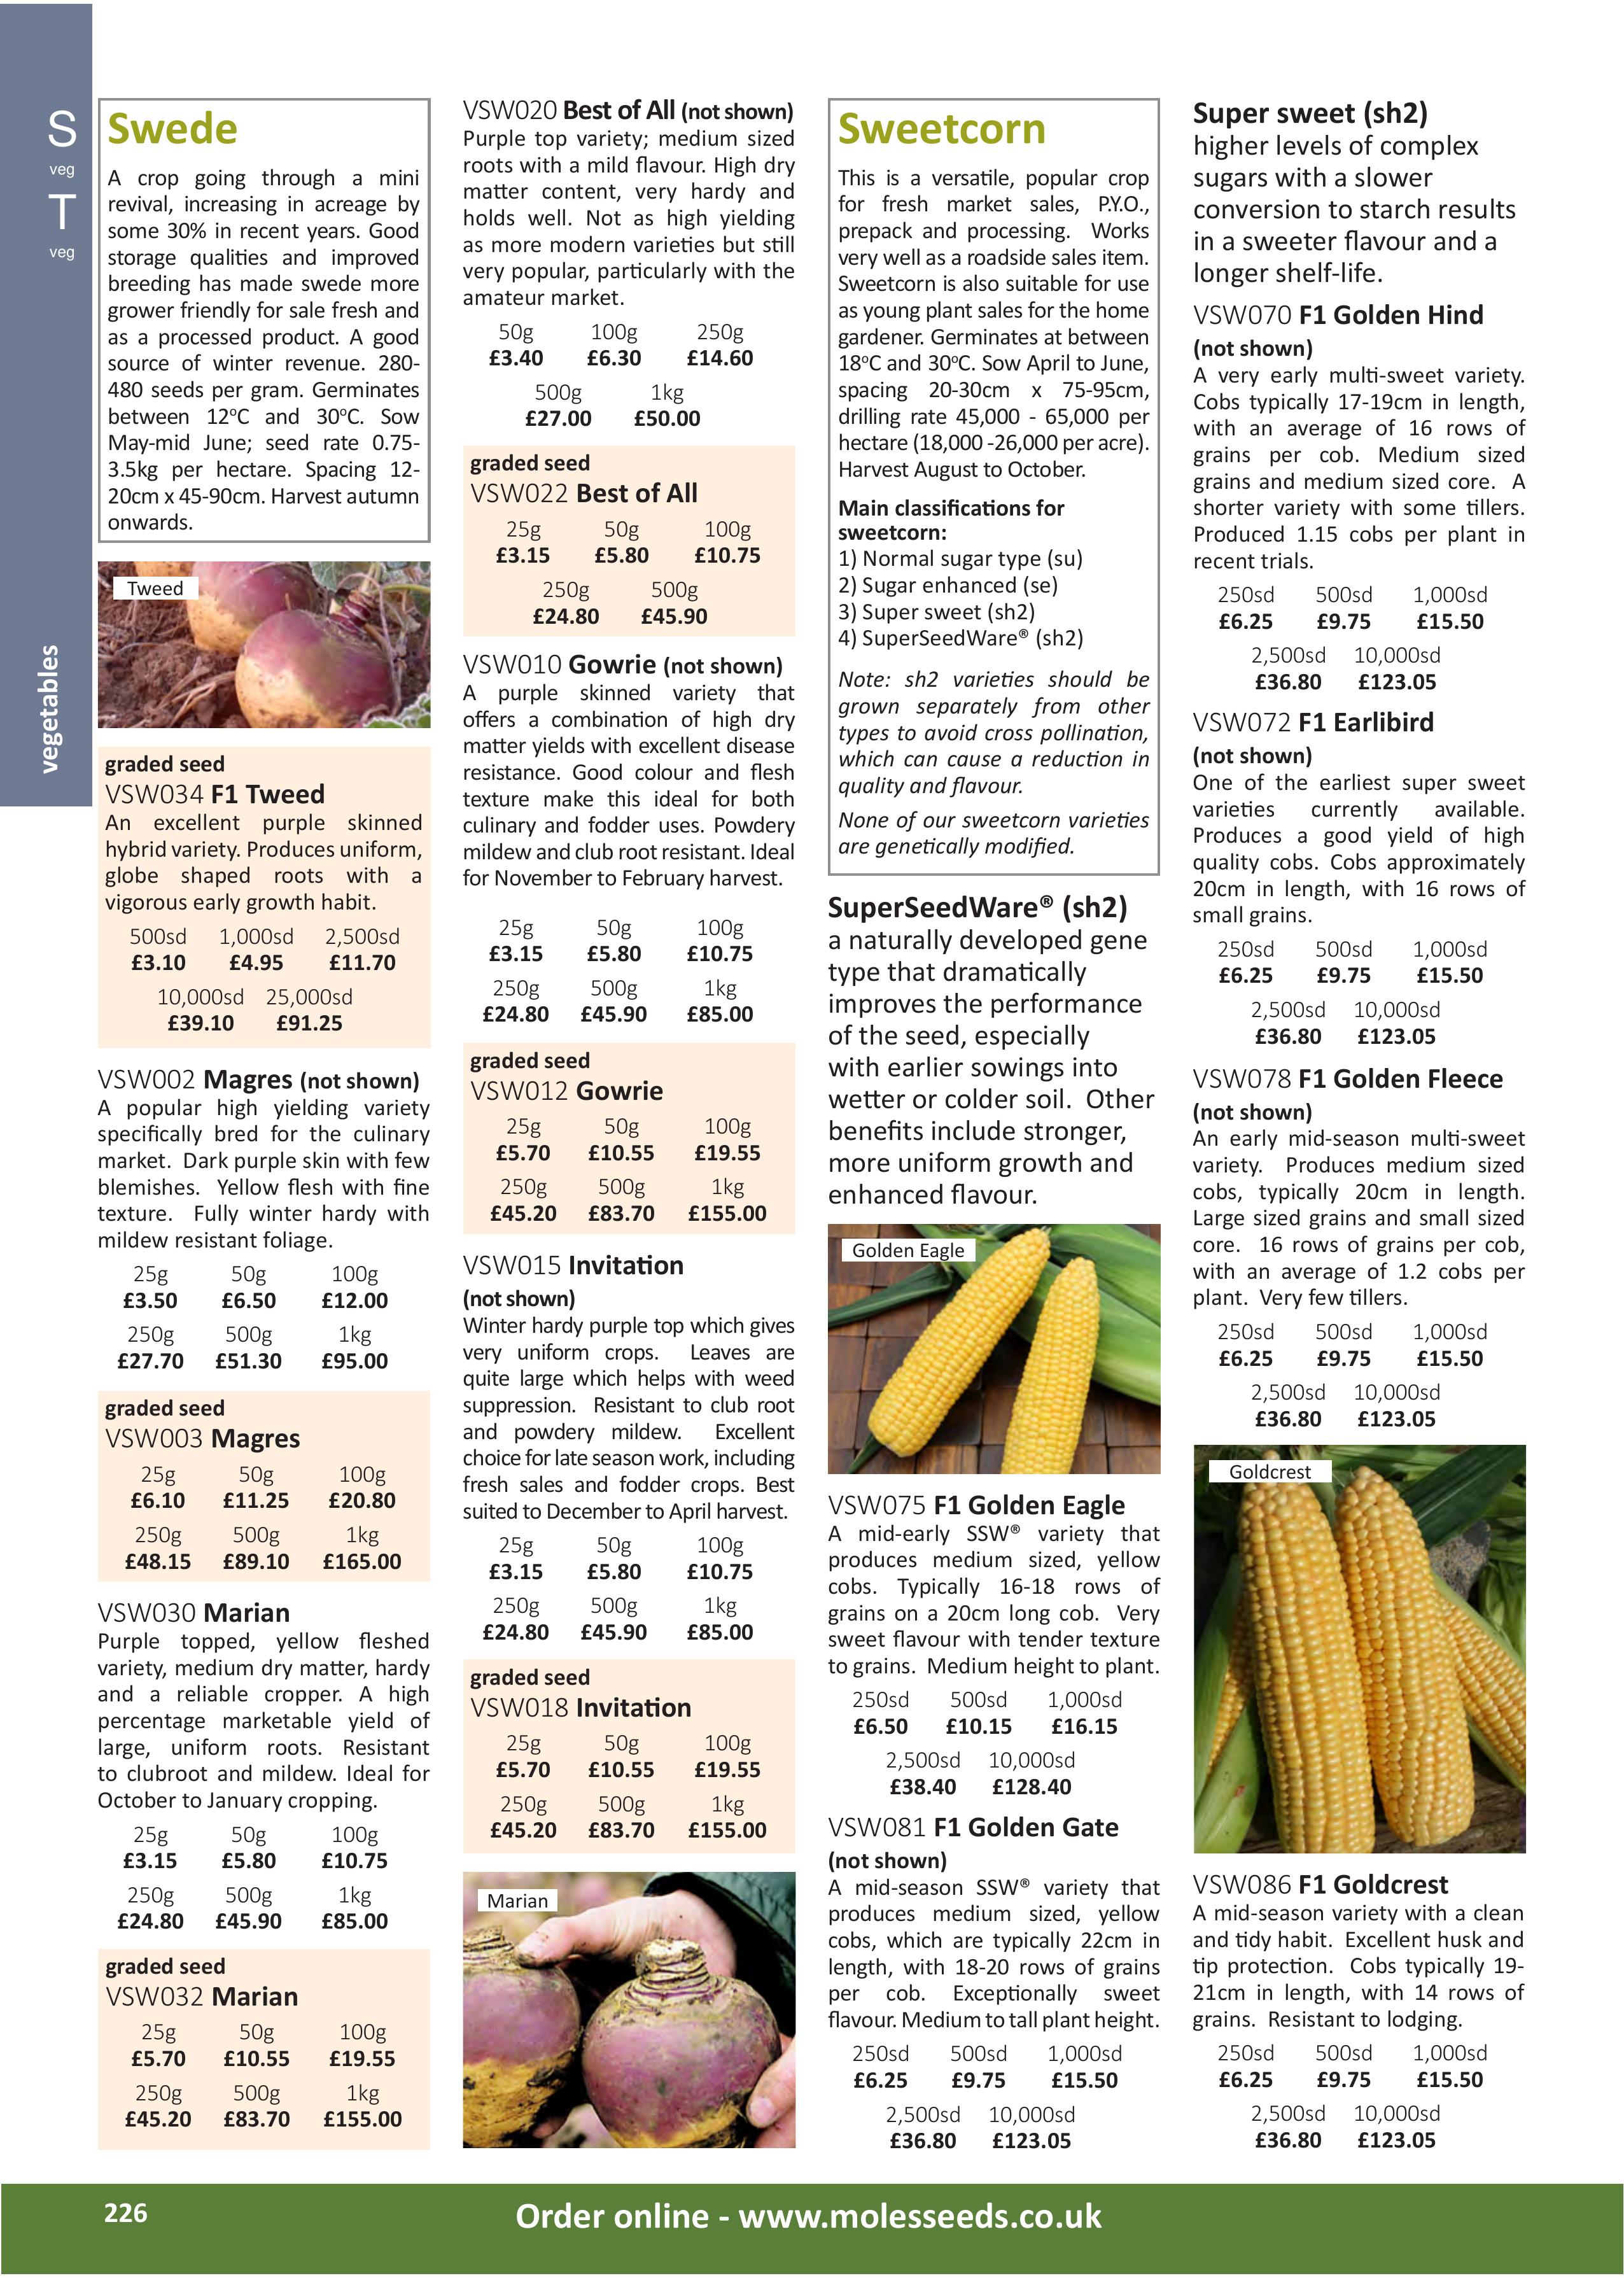 S
veg
T
veg
vegetables
Swede
A crop going through a mini
revival, increasing in acreage by
some 30% in recent years. Good
storage qualities and improved
breeding has made swede more
grower friendly for sale fresh and
as a processed product. A good
source of winter revenue. 280-
480 seeds per gram. Germinates
between 12ºC and 30ºC. Sow
May-mid June; seed rate 0.75-
3.5kg per hectare. Spacing 12-
20cm x 45-90cm. Harvest autumn
onwards.
Tweed
graded seed
VSW034 F1 Tweed
An excellent purple skinned
hybrid variety. Produces uniform,
globe shaped roots with a
vigorous early growth habit.
500sd 1,000sd 2,500sd
£3.10 £4.95 £11.70
10,000sd 25,000sd
£39.10 £91.25
VSW002 Magres (not shown)
A popular high yielding variety
specifically bred for the culinary
market. Dark purple skin with few
blemishes. Yellow flesh with fine
texture. Fully winter hardy with
mildew resistant foliage.
25g 50g 100g
£3.50 £6.50 £12.00
250g 500g 1kg
£27.70 £51.30 £95.00
graded seed
VSW003 Magres
25g 50g 100g
£6.10 £11.25 £20.80
250g 500g 1kg
£48.15 £89.10 £165.00
VSW030 Marian
Purple topped, yellow fleshed
variety, medium dry matter, hardy
and a reliable cropper. A high
percentage marketable yield of
large, uniform roots. Resistant
to clubroot and mildew. Ideal for
October to January cropping.
25g 50g 100g
£3.15 £5.80 £10.75
250g 500g 1kg
£24.80 £45.90 £85.00
graded seed
VSW032 Marian
25g 50g 100g
£5.70 £10.55 £19.55
250g 500g 1kg
£45.20 £83.70 £155.00
VSW020 Best of All (not shown)
Purple top variety; medium sized
roots with a mild flavour. High dry
matter content, very hardy and
holds well. Not as high yielding
as more modern varieties but still
very popular, particularly with the
amateur market.
50g 100g 250g
£3.40 £6.30 £14.60
500g 1kg
£27.00 £50.00
graded seed
VSW022 Best of All
25g 50g 100g
£3.15 £5.80 £10.75
250g 500g
£24.80 £45.90
VSW010 Gowrie (not shown)
A purple skinned variety that
offers a combination of high dry
matter yields with excellent disease
resistance. Good colour and flesh
texture make this ideal for both
culinary and fodder uses. Powdery
mildew and club root resistant. Ideal
for November to February harvest.
25g 50g 100g
£3.15 £5.80 £10.75
250g 500g 1kg
£24.80 £45.90 £85.00
graded seed
VSW012 Gowrie
25g 50g 100g
£5.70 £10.55 £19.55
250g 500g 1kg
£45.20 £83.70 £155.00
VSW015 Invitation
(not shown)
Winter hardy purple top which gives
very uniform crops. Leaves are
quite large which helps with weed
suppression. Resistant to club root
and powdery mildew. Excellent
choice for late season work, including
fresh sales and fodder crops. Best
suited to December to April harvest.
25g 50g 100g
£3.15 £5.80 £10.75
250g 500g 1kg
£24.80 £45.90 £85.00
graded seed
VSW018 Invitation
25g 50g 100g
£5.70 £10.55 £19.55
250g 500g 1kg
£45.20 £83.70 £155.00
Marian
Sweetcorn
This is a versatile, popular crop
for fresh market sales, P.Y.O.,
prepack and processing. Works
very well as a roadside sales item.
Sweetcorn is also suitable for use
as young plant sales for the home
gardener. Germinates at between
18ºC and 30ºC. Sow April to June,
spacing 20-30cm x 75-95cm,
drilling rate 45,000 - 65,000 per
hectare (18,000 -26,000 per acre).
Harvest August to October.
Main classifications for
sweetcorn:
1) Normal sugar type (su)
2) Sugar enhanced (se)
3) Super sweet (sh2)
4) SuperSeedWare® (sh2)
Note: sh2 varieties should be
grown separately from other
types to avoid cross pollination,
which can cause a reduction in
quality and flavour.
None of our sweetcorn varieties
are genetically modified.
SuperSeedWare® (sh2)
a naturally developed gene
type that dramatically
improves the performance
of the seed, especially
with earlier sowings into
wetter or colder soil. Other
benefits include stronger,
more uniform growth and
enhanced flavour.
Golden Eagle
VSW075 F1 Golden Eagle
A mid-early SSW® variety that
produces medium sized, yellow
cobs. Typically 16-18 rows of
grains on a 20cm long cob. Very
sweet flavour with tender texture
to grains. Medium height to plant.
250sd 500sd 1,000sd
£6.50 £10.15 £16.15
2,500sd 10,000sd
£38.40 £128.40
VSW081 F1 Golden Gate
(not shown)
A mid-season SSW® variety that
produces medium sized, yellow
cobs, which are typically 22cm in
length, with 18-20 rows of grains
per cob. Exceptionally sweet
flavour. Medium to tall plant height.
250sd 500sd 1,000sd
£6.25 £9.75 £15.50
2,500sd 10,000sd
£36.80 £123.05
Super sweet (sh2)
higher levels of complex
sugars with a slower
conversion to starch results
in a sweeter flavour and a
longer shelf-life.
VSW070 F1 Golden Hind
(not shown)
A very early multi-sweet variety.
Cobs typically 17-19cm in length,
with an average of 16 rows of
grains per cob. Medium sized
grains and medium sized core. A
shorter variety with some tillers.
Produced 1.15 cobs per plant in
recent trials.
250sd 500sd 1,000sd
£6.25 £9.75 £15.50
2,500sd 10,000sd
£36.80 £123.05
VSW072 F1 Earlibird
(not shown)
One of the earliest super sweet
varieties currently available.
Produces a good yield of high
quality cobs. Cobs approximately
20cm in length, with 16 rows of
small grains.
250sd 500sd 1,000sd
£6.25 £9.75 £15.50
2,500sd 10,000sd
£36.80 £123.05
VSW078 F1 Golden Fleece
(not shown)
An early mid-season multi-sweet
variety. Produces medium sized
cobs, typically 20cm in length.
Large sized grains and small sized
core. 16 rows of grains per cob,
with an average of 1.2 cobs per
plant. Very few tillers.
250sd 500sd 1,000sd
£6.25 £9.75 £15.50
2,500sd 10,000sd
£36.80 £123.05
Goldcrest
VSW086 F1 Goldcrest
A mid-season variety with a clean
and tidy habit. Excellent husk and
tip protection. Cobs typically 19-
21cm in length, with 14 rows of
grains. Resistant to lodging.
250sd 500sd 1,000sd
£6.25 £9.75 £15.50
2,500sd 10,000sd
£36.80 £123.05
226
Order online - www.molesseeds.co.uk